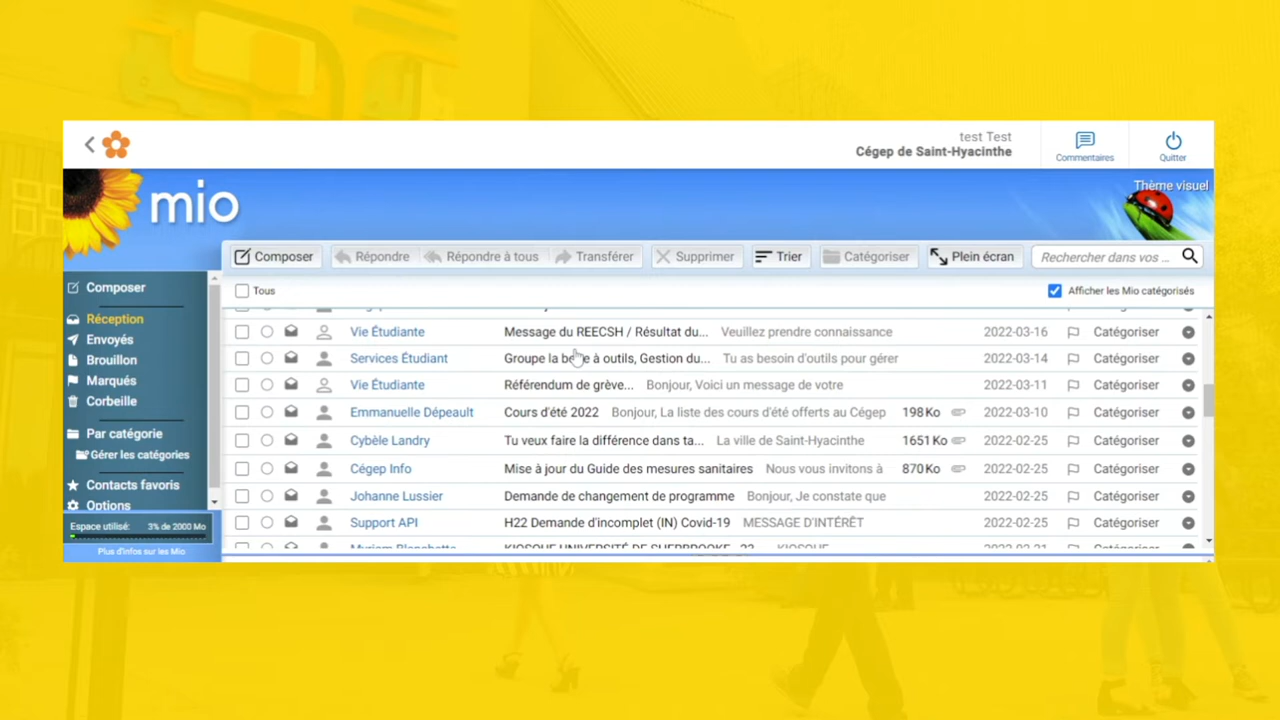 test Test
Cégep de Saint-Hyacinthe
Commentaires
Quitter
mio
Thème visuel
Composer Répondre Répondre à tous Transférer Supprimer Trier Catégoriser Plein écran Rechercher dans vos ...
Tous Afficher les Mio catégorisés
Composer
Réception
Envoyés
Brouillon
Marqués
Corbeille
Par catégorie
Gérer les catégories
Contacts favoris
Options
Espace utilisé: 3% de 2000 Mo
Plus d'infos sur les Mio
Vie Étudiante Message du REECSH / Résultat du... Veuillez prendre connaissance 2022-03-16 Catégoriser
Services Étudiant Groupe la à outils, Gestion du... Tu as besoin d'outils pour gérer 2022-03-14 Catégoriser
Vie Étudiante Référendum de grève... Bonjour, Voici un message de votre 2022-03-11 Catégoriser
Emmanuelle Dépeault Cours d'été 2022 Bonjour, La liste des cours d'été offerts au Cégep 198 Ko 2022-03-10 Catégoriser
Cybèle Landry Tu veux faire la différence dans ta... La ville de Saint-Hyacinthe 1651 Ko 2022-02-25 Catégoriser
Cégep Info Mise à jour du Guide des mesures sanitaires Nous vous invitons à 870 Ko 2022-02-25 Catégoriser
Johanne Lussier Demande de changement de programme Bonjour, Je constate que 2022-02-25 Catégoriser
Support API H22 Demande d'incomplet (IN) Covid-19 MESSAGE D'INTÉRÊT 2022-02-25 Catégoriser
KIOSQUE UNIVERSITÉ DE SHERBROOKE KIOSQUE Catégoriser